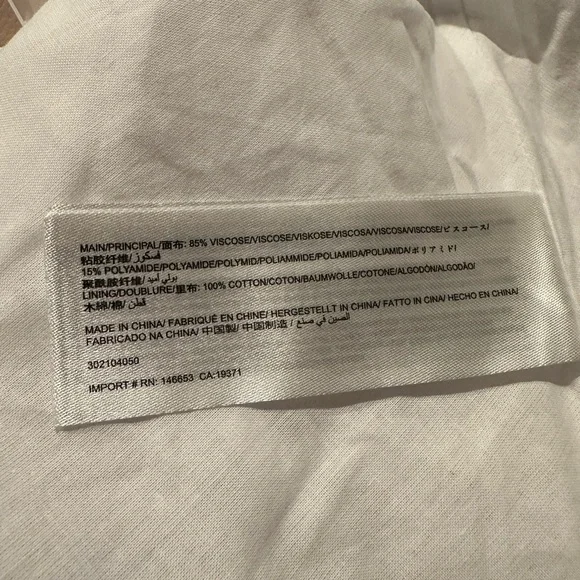 MAIN/PRINCIPAL/面布: 85% VISCOSE/VISCOSE/VISKOSE/VISCOSA/VISCOSA/VISCOSE/ビスコース/
粘胶纤维/فسكوز/
15% POLYAMIDE/POLYAMIDE/POLYMID/POLIAMMIDE/POLIAMIDA/POLIAMIDA/ポリアミド/
聚酰胺纤维/بولي أميد/
LINING/DOUBLURE/里布: 100% COTTON/COTON/BAUMWOLLE/COTONE/ALGODÓN/ALGODÃO/
木綿/棉/قطن/
MADE IN CHINA/ FABRIQUÉ EN CHINE/ HERGESTELLT IN CHINA/ FATTO IN CINA/ HECHO EN CHINA/
FABRICADO NA CHINA/ 中国製/ 中国制造 / الصين في صنع/
302104050
IMPORT # RN: 146653 CA:19371